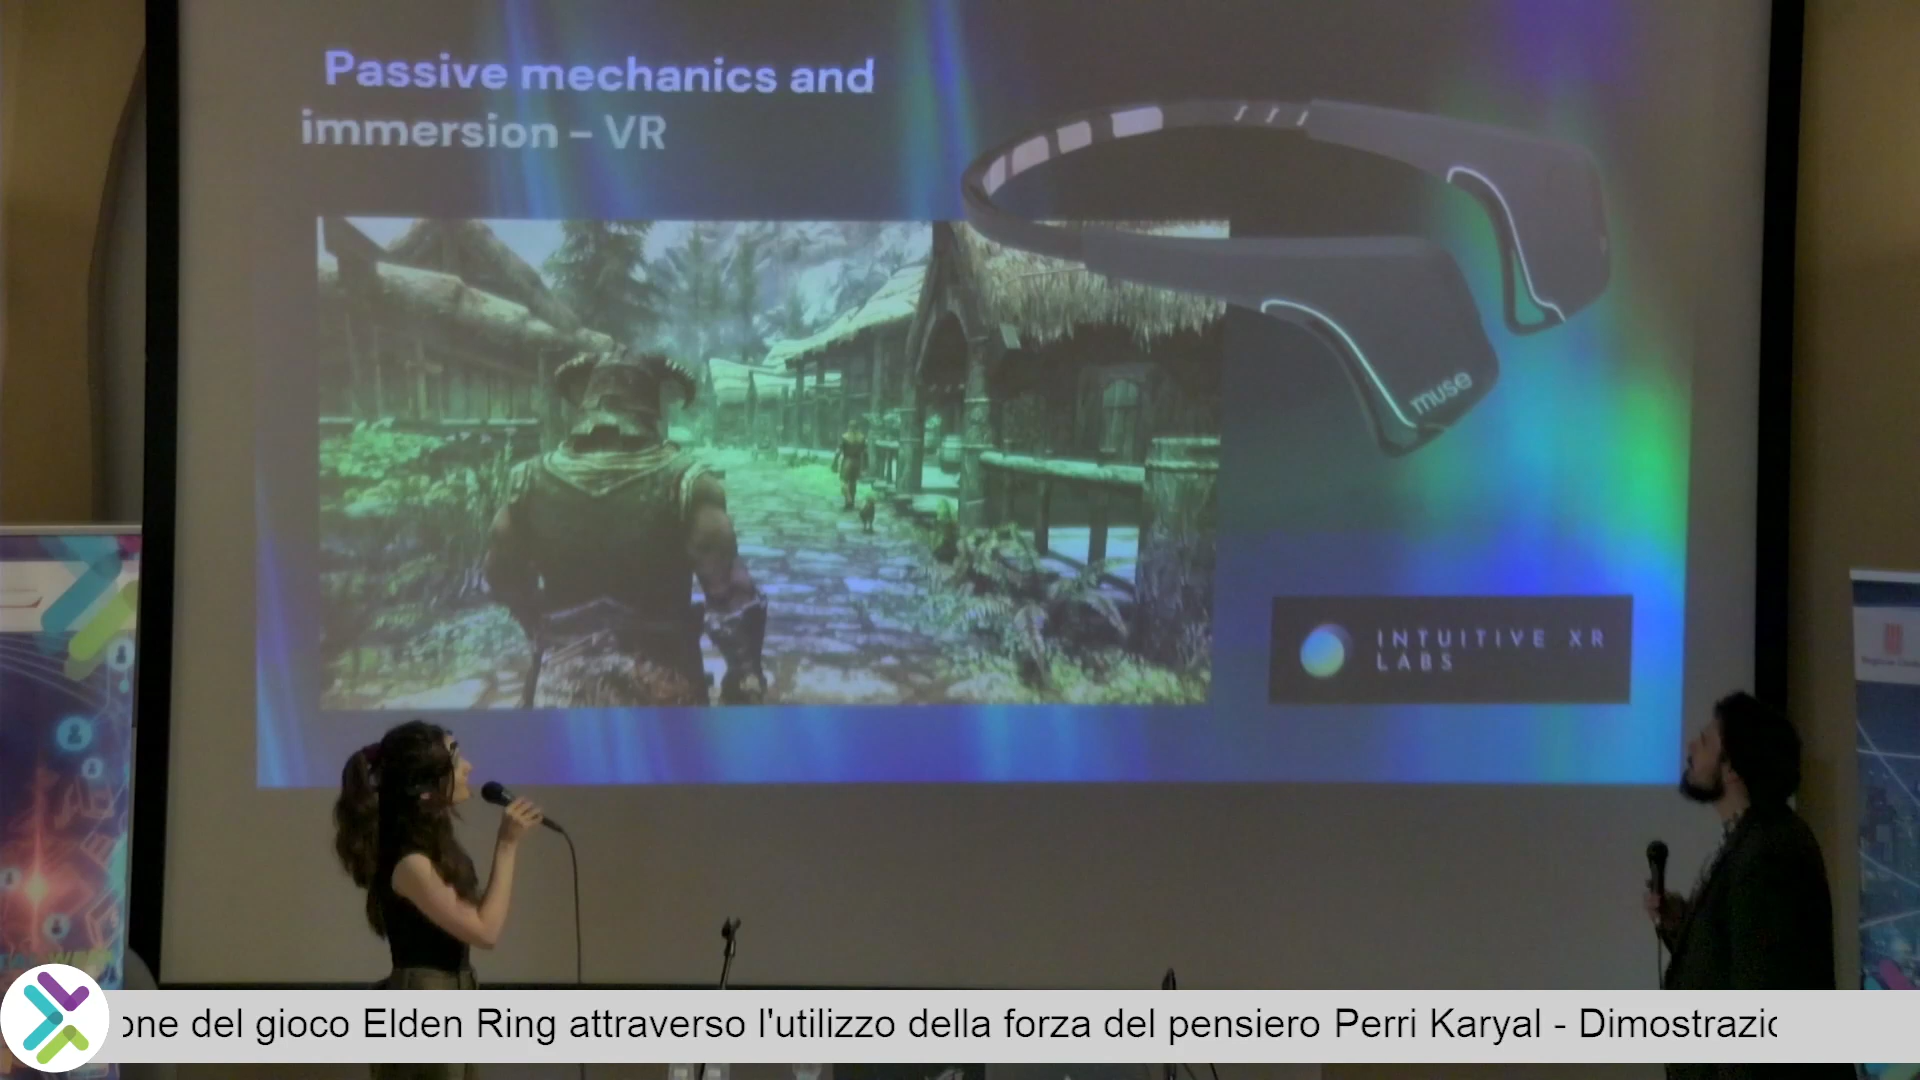 Passive mechanics and
immersion – VR
muse
INTUITIVE XR
LABS
one del gioco Elden Ring attraverso l'utilizzo della forza del pensiero Perri Karyal - Dimostrazio